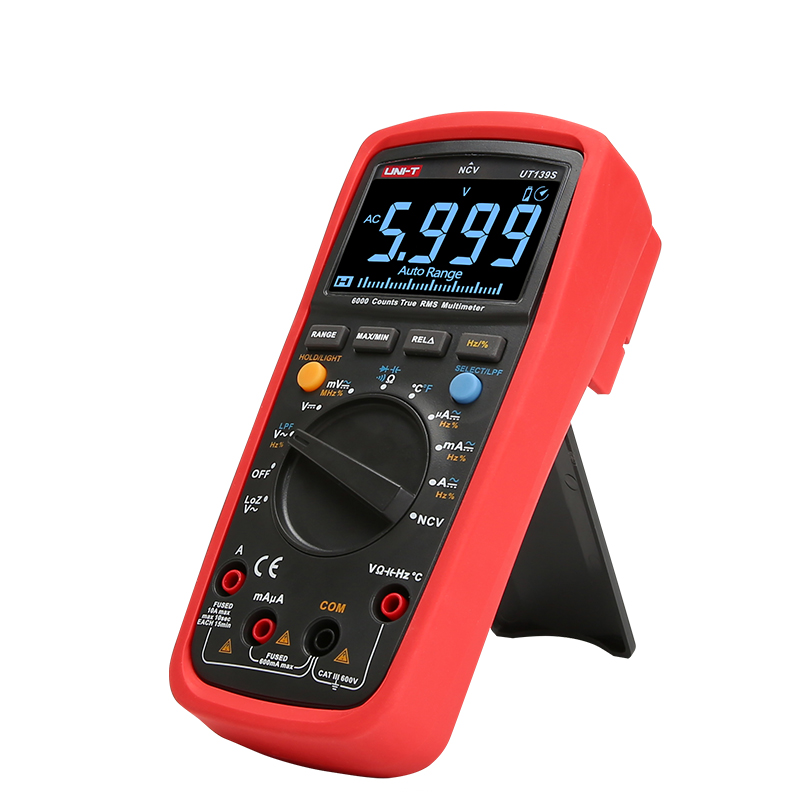 UNI-T
NCV
UT139S
V
AC 5.999
Auto Range
H
6000 Counts True RMS Multimeter
RANGE
MAX/MIN
REL△
Hz/%
HOLD/LIGHT
SELECT/LPF
mV
MHz%
Ω
°C°F
V
μA
Hz%
LPF
V~
Hz%
mA
Hz%
OFF
A
Hz%
LoZ
V~
NCV
A
CE
VΩHz°C
mAμA
COM
FUSED
10A max
max 10sec
EACH 15min
FUSED
600mA max
CAT III 600V